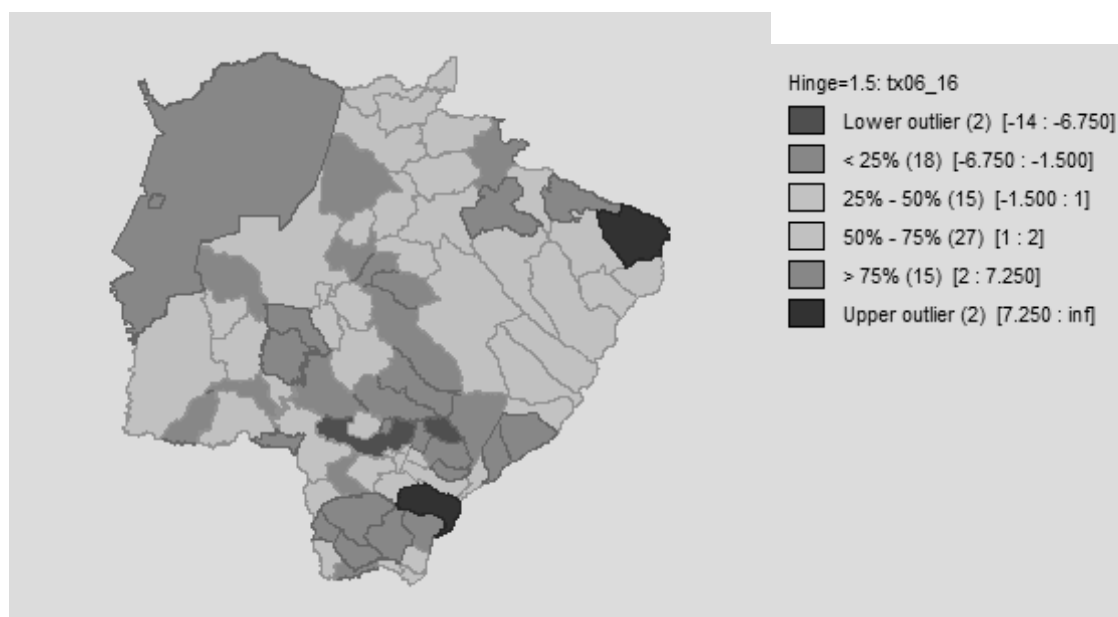 Hinge=1.5: tx06_16
Lower outlier (2) [-14 : -6.750]
< 25% (18) [-6.750 : -1.500]
25% - 50% (15) [-1.500 : 1]
50% - 75% (27) [1 : 2]
> 75% (15) [2 : 7.250]
Upper outlier (2) [7.250 : inf]